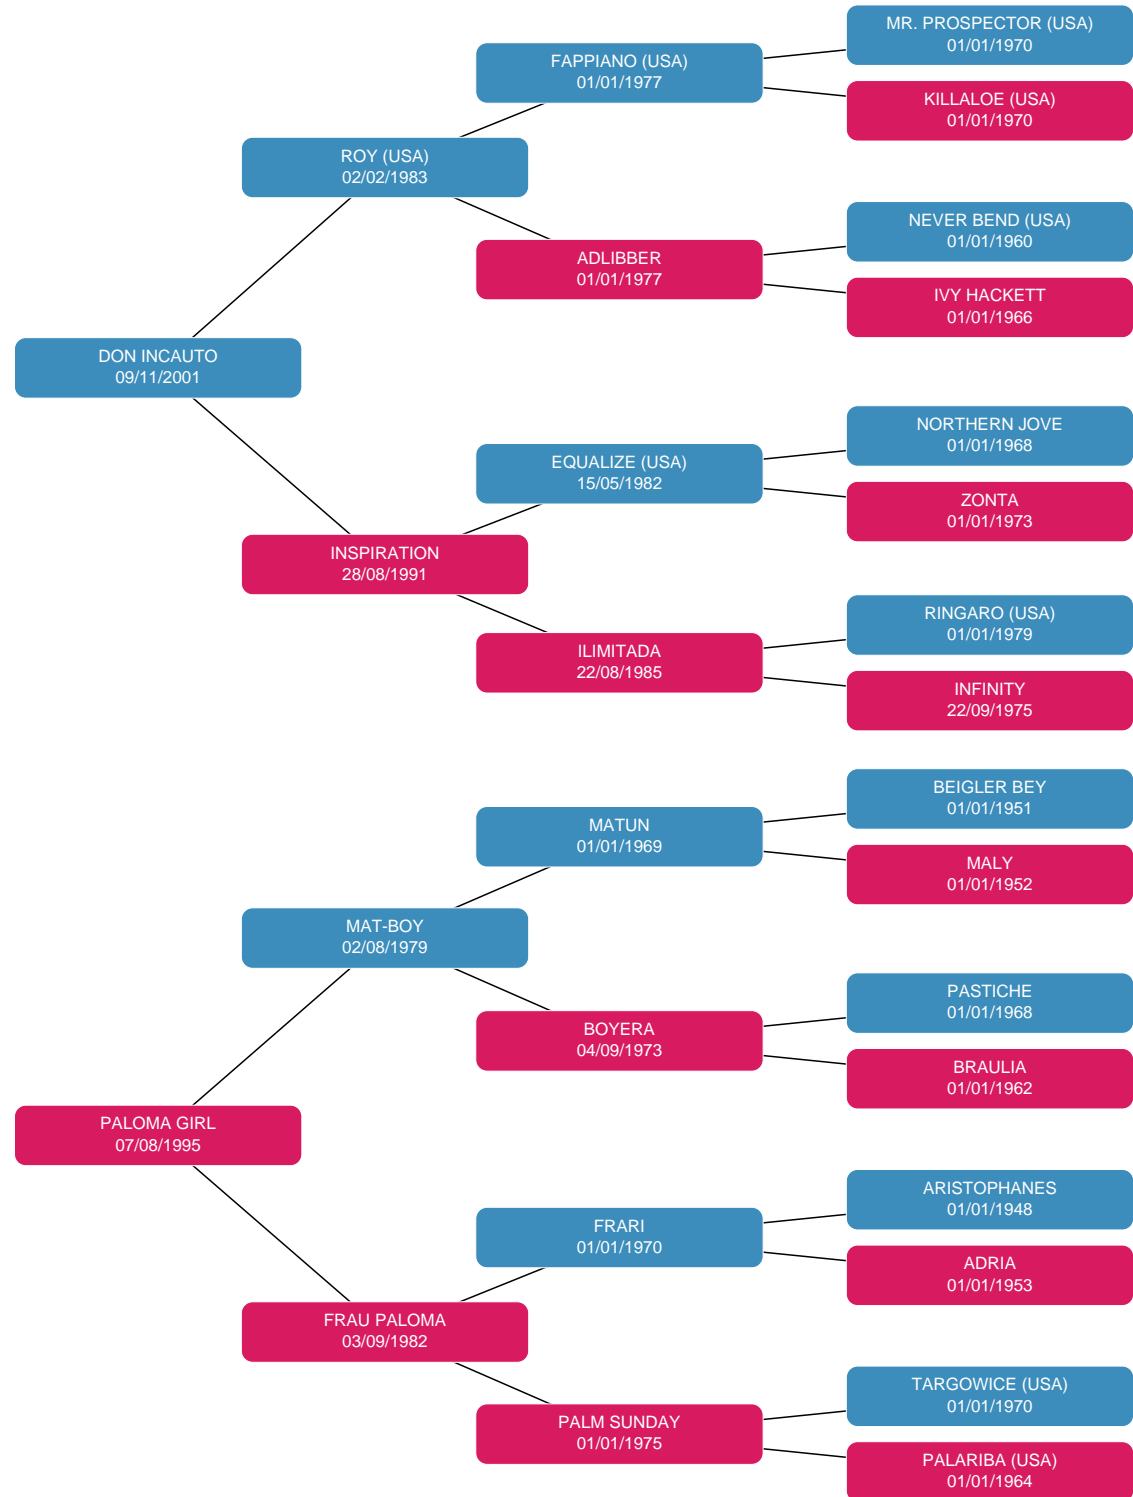 MR. PROSPECTOR (USA)
01/01/1970
FAPPIANO (USA)
01/01/1977
KILLALOE (USA)
01/01/1970
ROY (USA)
02/02/1983
NEVER BEND (USA)
01/01/1960
ADLIBBER
01/01/1977
IVY HACKETT
01/01/1966
DON INCAUTO
09/11/2001
NORTHERN JOVE
01/01/1968
EQUALIZE (USA)
15/05/1982
ZONTA
01/01/1973
INSPIRATION
28/08/1991
RINGARO (USA)
01/01/1979
ILIMITADA
22/08/1985
INFINITY
22/09/1975
BEIGLER BEY
01/01/1951
MATUN
01/01/1969
MALY
01/01/1952
MAT-BOY
02/08/1979
PASTICHE
01/01/1968
BOYERA
04/09/1973
BRAULIA
01/01/1962
PALOMA GIRL
07/08/1995
ARISTOPHANES
01/01/1948
FRARI
01/01/1970
ADRIA
01/01/1953
FRAU PALOMA
03/09/1982
TARGOWICE (USA)
01/01/1970
PALM SUNDAY
01/01/1975
PALARIBA (USA)
01/01/1964